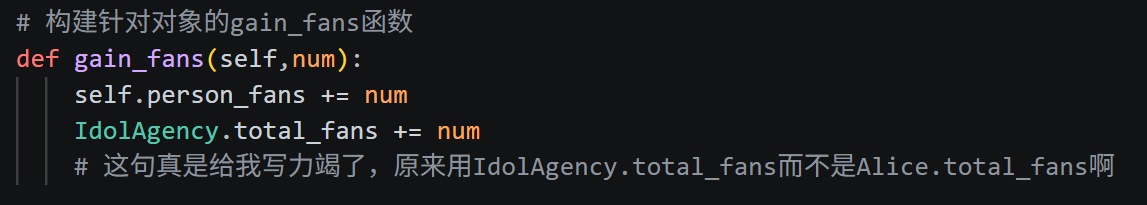 # 构建针对对象的gain_fans函数
def gain_fans(self,num):
self.person_fans += num
IdolAgency.total_fans += num
# 这句真是给我写力竭了，原来用IdolAgency.total_fans而不是Alice.total_fans啊